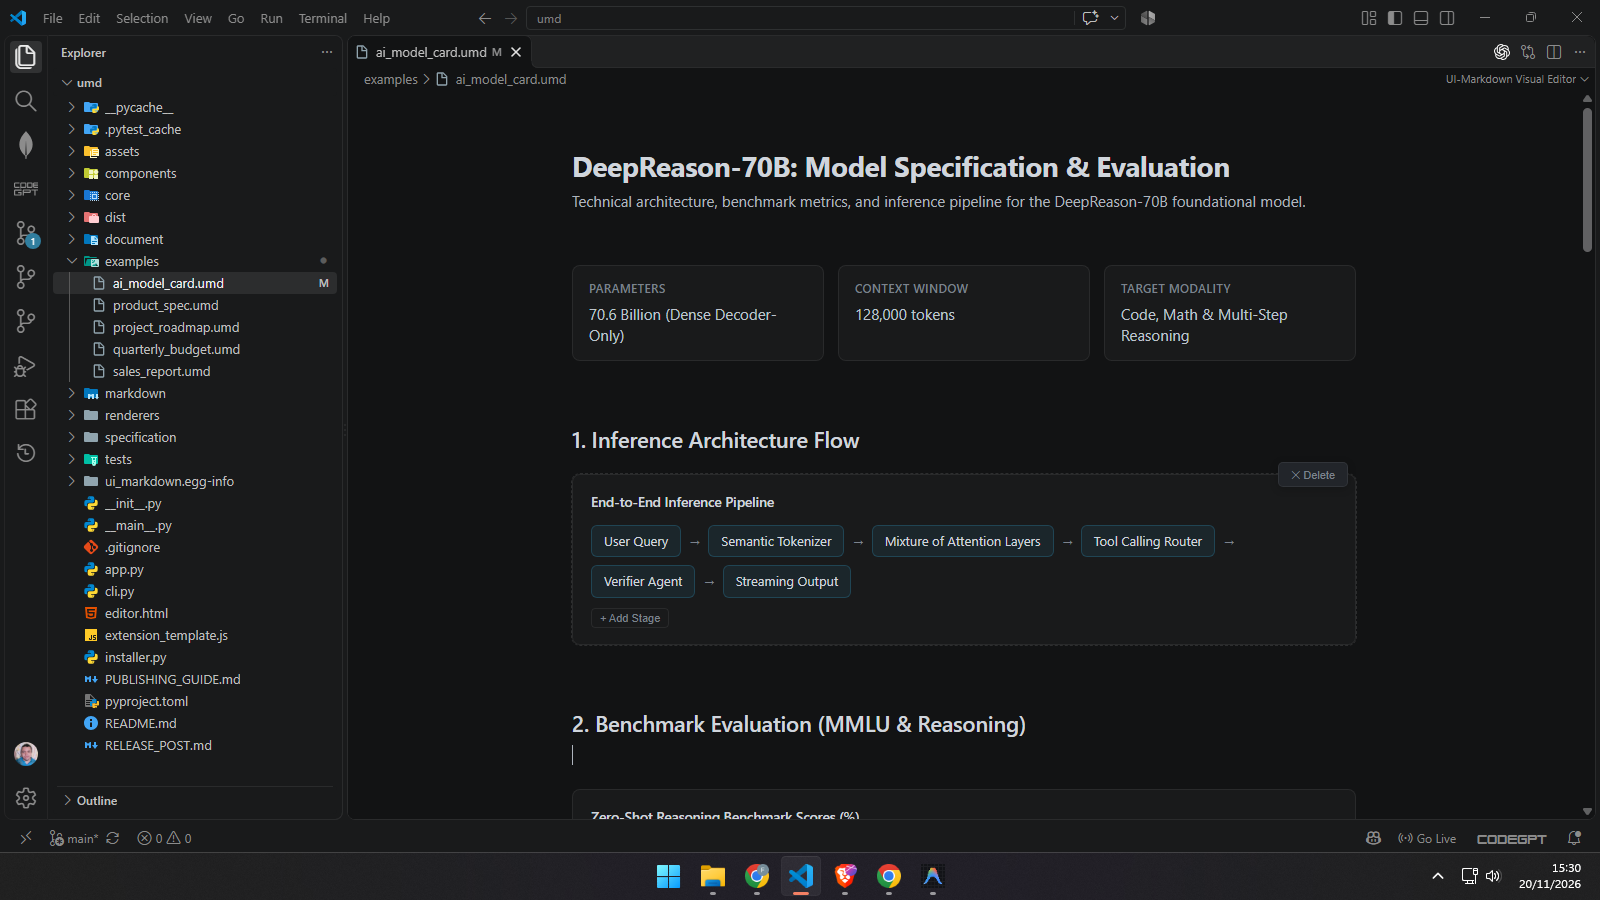 File Edit Selection View Go Run Terminal Help
umd
Explorer
umd
__pycache__
.pytest_cache
assets
components
core
dist
document
examples
ai_model_card.umd M
product_spec.umd
project_roadmap.umd
quarterly_budget.umd
sales_report.umd
markdown
renderers
specification
tests
ui_markdown.egg-info
__init__.py
__main__.py
.gitignore
app.py
cli.py
editor.html
extension_template.js
installer.py
PUBLISHING_GUIDE.md
pyproject.toml
README.md
RELEASE_POST.md
Outline
CODE
GPT
1
ai_model_card.umd M
examples > ai_model_card.umd
UI-Markdown Visual Editor
DeepReason-70B: Model Specification & Evaluation
Technical architecture, benchmark metrics, and inference pipeline for the DeepReason-70B foundational model.
PARAMETERS
70.6 Billion (Dense Decoder-
Only)
CONTEXT WINDOW
128,000 tokens
TARGET MODALITY
Code, Math & Multi-Step
Reasoning
1. Inference Architecture Flow
Delete
End-to-End Inference Pipeline
User Query → Semantic Tokenizer → Mixture of Attention Layers → Tool Calling Router →
Verifier Agent → Streaming Output
+ Add Stage
2. Benchmark Evaluation (MMLU & Reasoning)
Zero-Shot Reasoning Benchmark Scores (%)
main* 0 0
Go Live CODEGPT
15:30
20/11/2026